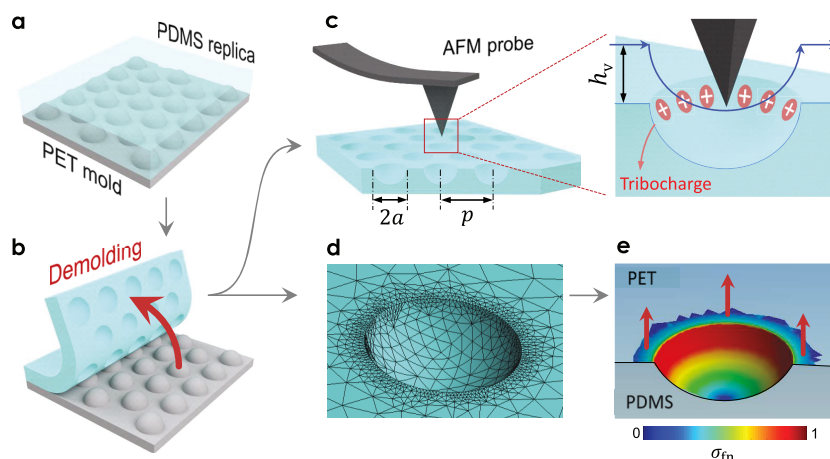 a
PDMS replica
PET mold
b
Demolding
c
AFM probe
2a
p
h_v
Tribocharge
d
e
PET
PDMS
0
1
σ_fn